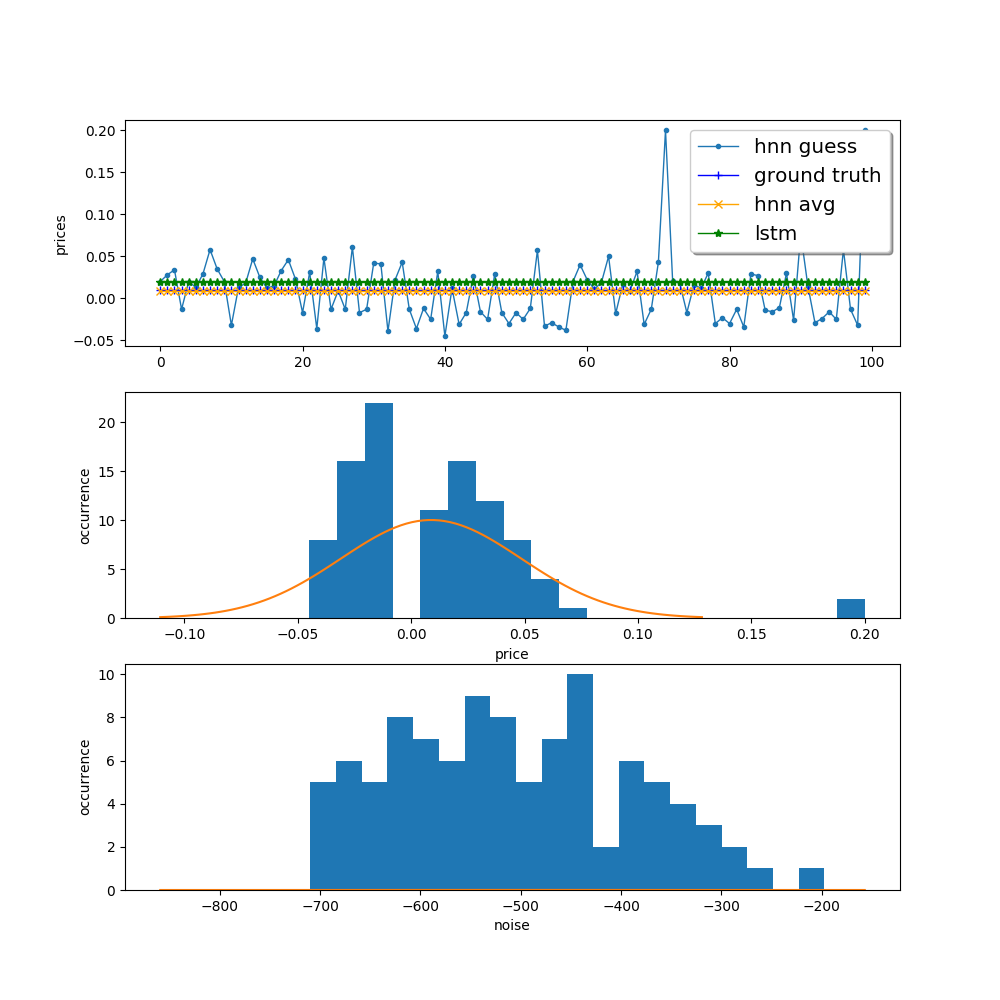 0.20
0.15
0.10
0.05
0.00
−0.05
prices
hnn guess
ground truth
hnn avg
lstm
0 20 40 60 80 100
20
15
10
5
0
occurrence
−0.10 −0.05 0.00 0.05 0.10 0.15 0.20
price
10
8
6
4
2
0
occurrence
−800 −700 −600 −500 −400 −300 −200
noise